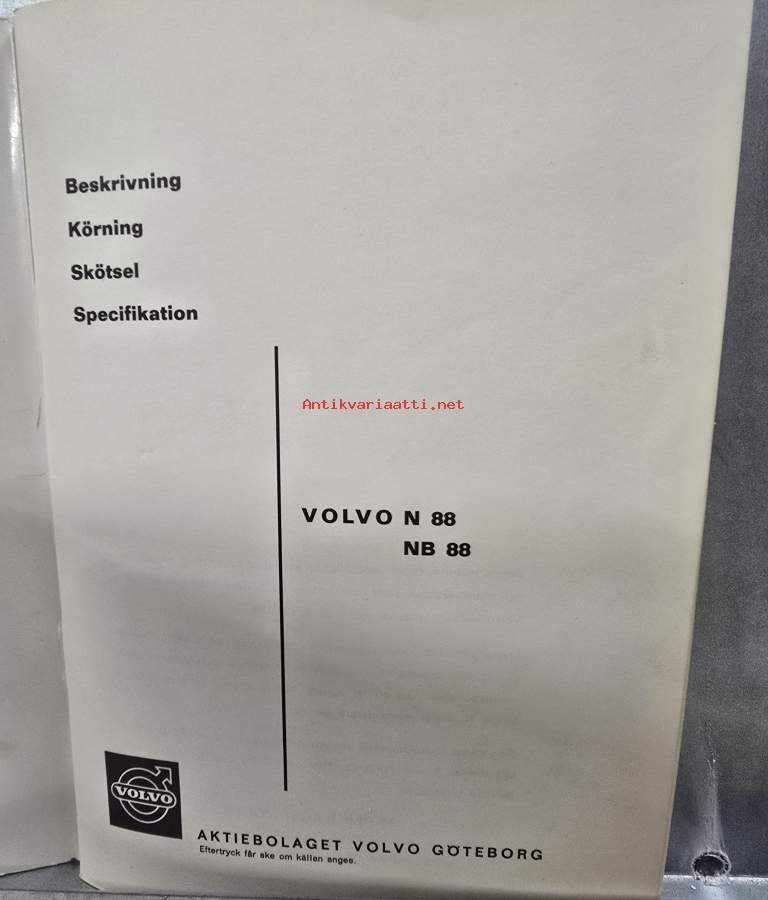 Beskrivning
Körning
Skötsel
Specifikation
Antikvariaatti.net
VOLVO N 88
NB 88
VOLVO
AKTIEBOLAGET VOLVO GÖTEBORG
Eftertryck får ske om källan anges.